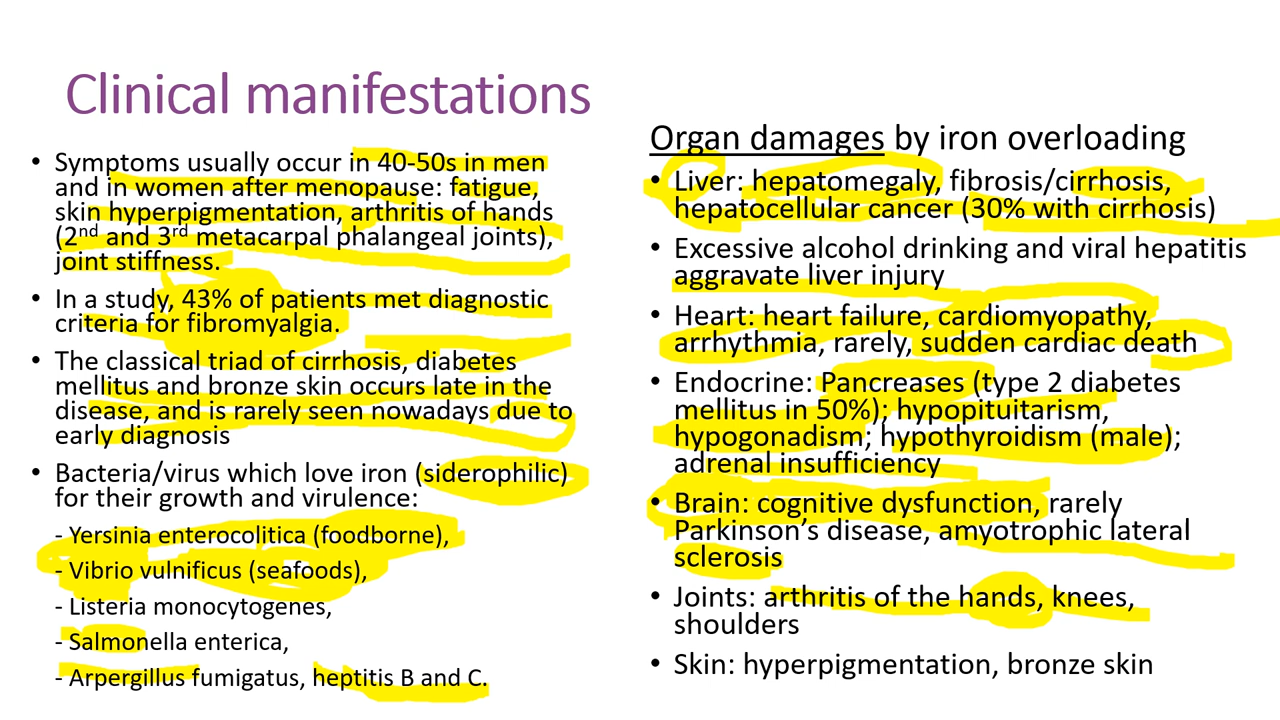 Clinical manifestations
• Symptoms usually occur in 40-50s in men
and in women after menopause: fatigue,
skin hyperpigmentation, arthritis of hands
(2nd and 3rd metacarpal phalangeal joints),
joint stiffness.
• In a study, 43% of patients met diagnostic
criteria for fibromyalgia.
• The classical triad of cirrhosis, diabetes
mellitus and bronze skin occurs late in the
disease, and is rarely seen nowadays due to
early diagnosis
• Bacteria/virus which love iron (siderophilic)
for their growth and virulence:
- Yersinia enterocolitica (foodborne),
- Vibrio vulnificus (seafoods),
- Listeria monocytogenes,
- Salmonella enterica,
- Arpergillus fumigatus, heptitis B and C.
Organ damages by iron overloading
• Liver: hepatomegaly, fibrosis/cirrhosis,
hepatocellular cancer (30% with cirrhosis)
• Excessive alcohol drinking and viral hepatitis
aggravate liver injury
• Heart: heart failure, cardiomyopathy,
arrhythmia, rarely, sudden cardiac death
• Endocrine: Pancreases (type 2 diabetes
mellitus in 50%); hypopituitarism,
hypogonadism; hypothyroidism (male);
adrenal insufficiency
• Brain: cognitive dysfunction, rarely
Parkinson's disease, amyotrophic lateral
sclerosis
• Joints: arthritis of the hands, knees,
shoulders
• Skin: hyperpigmentation, bronze skin